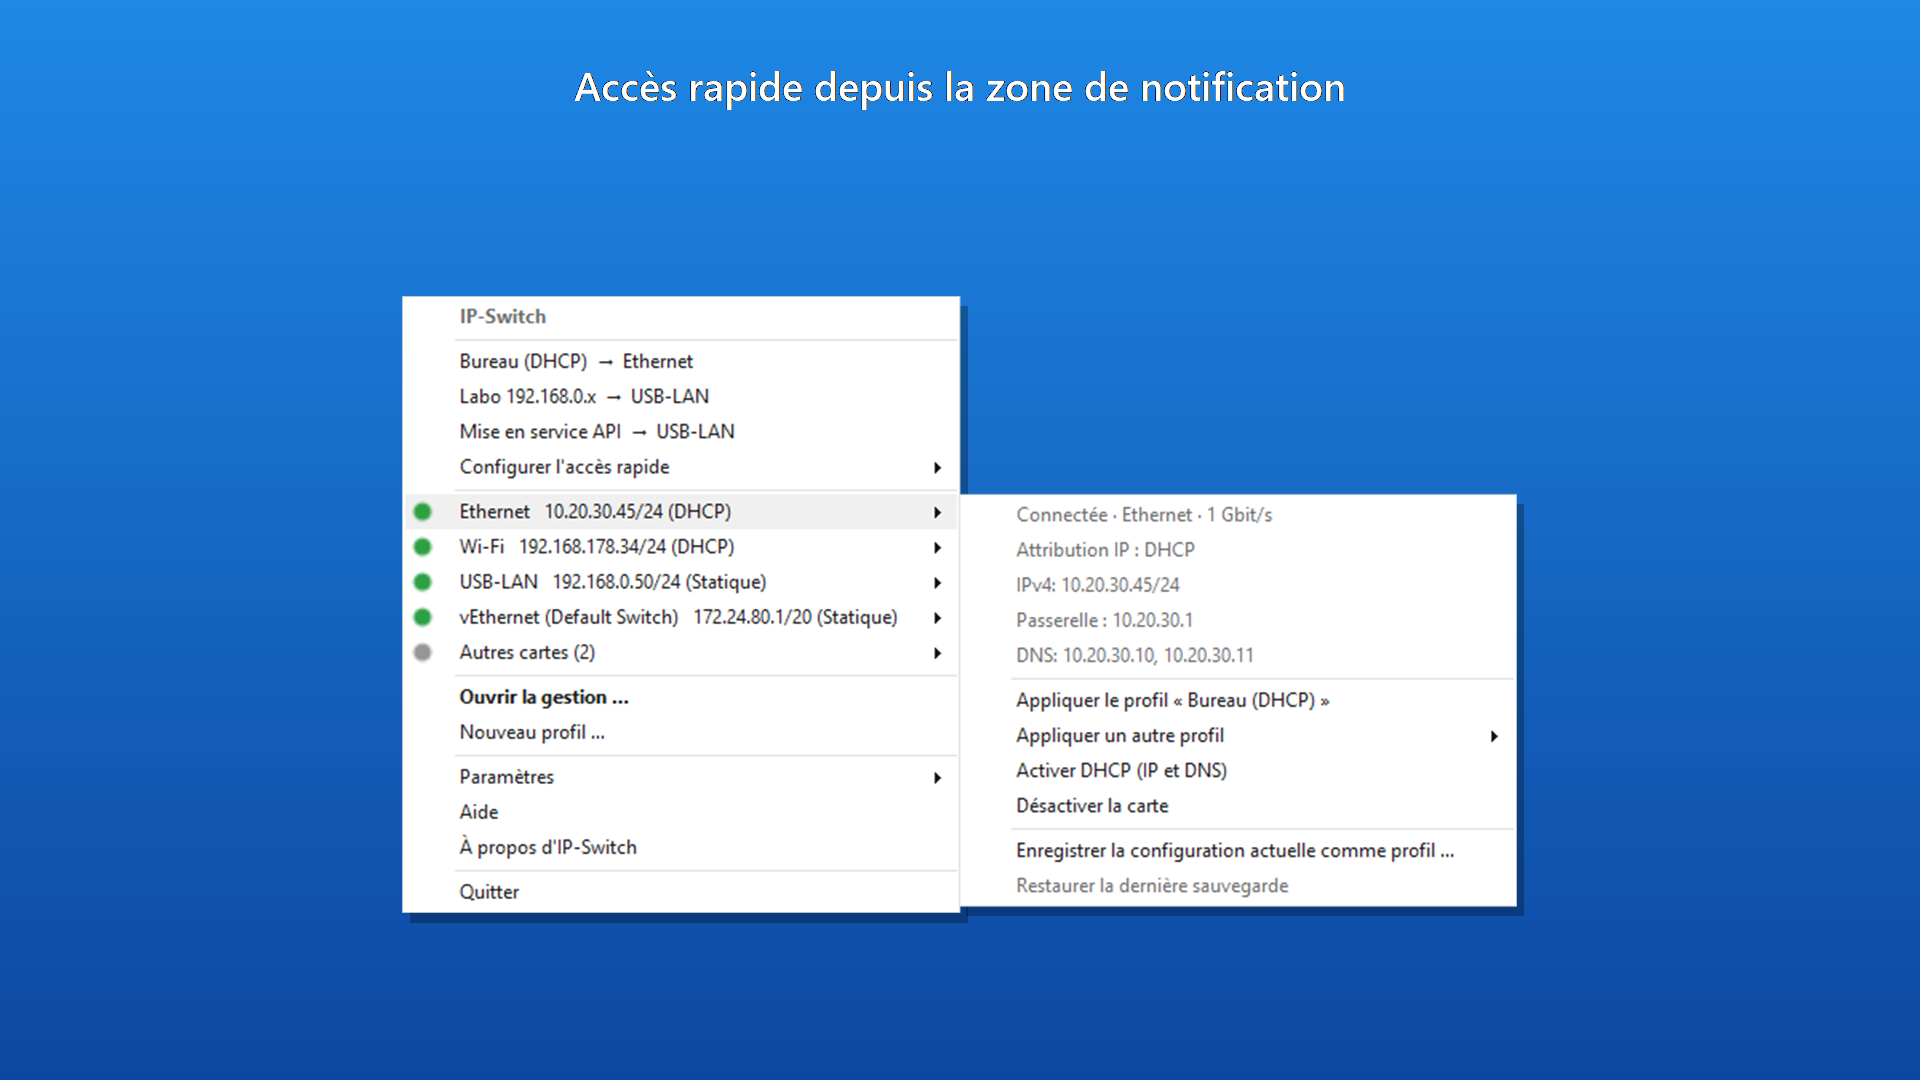 Accès rapide depuis la zone de notification
IP-Switch
Bureau (DHCP) → Ethernet
Labo 192.168.0.x → USB-LAN
Mise en service API → USB-LAN
Configurer l'accès rapide
Ethernet 10.20.30.45/24 (DHCP)
Wi-Fi 192.168.178.34/24 (DHCP)
USB-LAN 192.168.0.50/24 (Statique)
vEthernet (Default Switch) 172.24.80.1/20 (Statique)
Autres cartes (2)
Ouvrir la gestion ...
Nouveau profil ...
Paramètres
Aide
À propos d'IP-Switch
Quitter
Connectée · Ethernet · 1 Gbit/s
Attribution IP : DHCP
IPv4: 10.20.30.45/24
Passerelle : 10.20.30.1
DNS: 10.20.30.10, 10.20.30.11
Appliquer le profil « Bureau (DHCP) »
Appliquer un autre profil
Activer DHCP (IP et DNS)
Désactiver la carte
Enregistrer la configuration actuelle comme profil ...
Restaurer la dernière sauvegarde